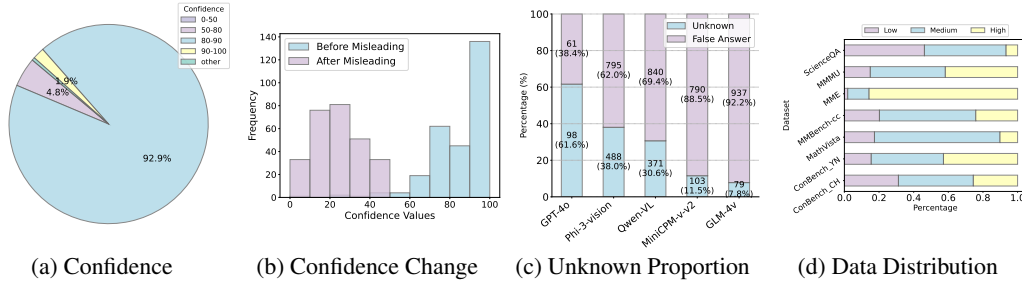 Confidence
0-50
50-80
80-90
90-100
other
1.9%
4.8%
92.9%
(a) Confidence
Before Misleading
After Misleading
Frequency
140
120
100
80
60
40
20
0
0 20 40 60 80 100
Confidence Values
(b) Confidence Change
Unknown
False Answer
Percentage (%)
100
80
60
40
20
0
61
(38.4%)
98
(61.6%)
795
(62.0%)
488
(38.0%)
840
(69.4%)
371
(30.6%)
790
(88.5%)
103
(11.5%)
937
(92.2%)
79
(7.8%)
GPT-4o
Phi-3-vision
Qwen-VL
MiniCPM-v-v2
GLM-4v
(c) Unknown Proportion
Low Medium High
Dataset
ScienceQA
MMMU
MME
MMBench-cc
MathVista
ConBench_YN
ConBench_CH
0.0 0.2 0.4 0.6 0.8 1.0
Percentage
(d) Data Distribution